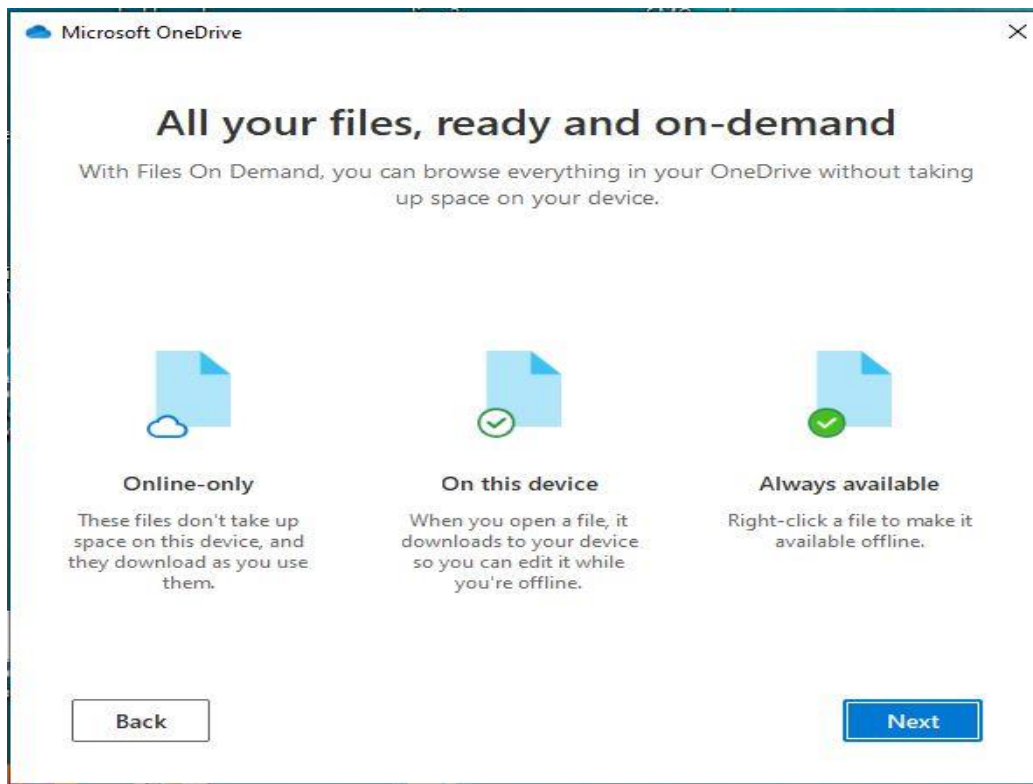 Microsoft OneDrive
All your files, ready and on-demand
With Files On Demand, you can browse everything in your OneDrive without taking
up space on your device.
Online-only
These files don't take up
space on this device, and
they download as you use
them.
On this device
When you open a file, it
downloads to your device
so you can edit it while
you're offline.
Always available
Right-click a file to make it
available offline.
Back
Next